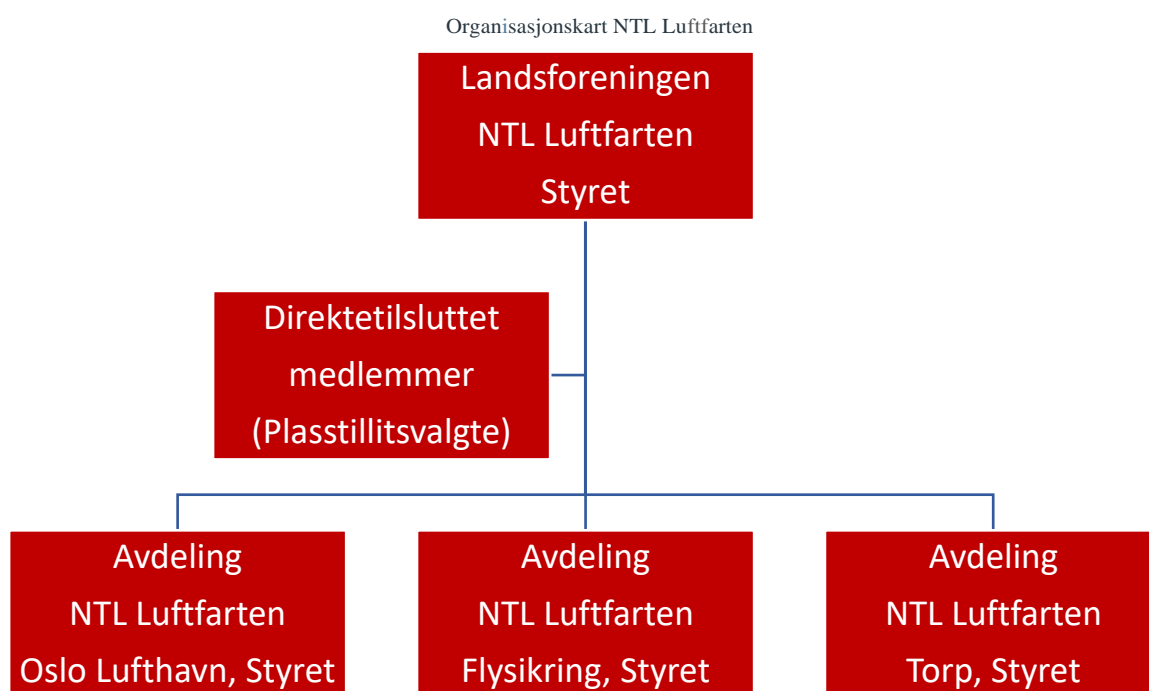 Organisasjonskart NTL Luftfarten
Landsforeningen
NTL Luftfarten
Styret
Direktetilsluttet
medlemmer
(Plasstillitsvalgte)
Avdeling
NTL Luftfarten
Oslo Lufthavn, Styret
Avdeling
NTL Luftfarten
Flysikring, Styret
Avdeling
NTL Luftfarten
Torp, Styret